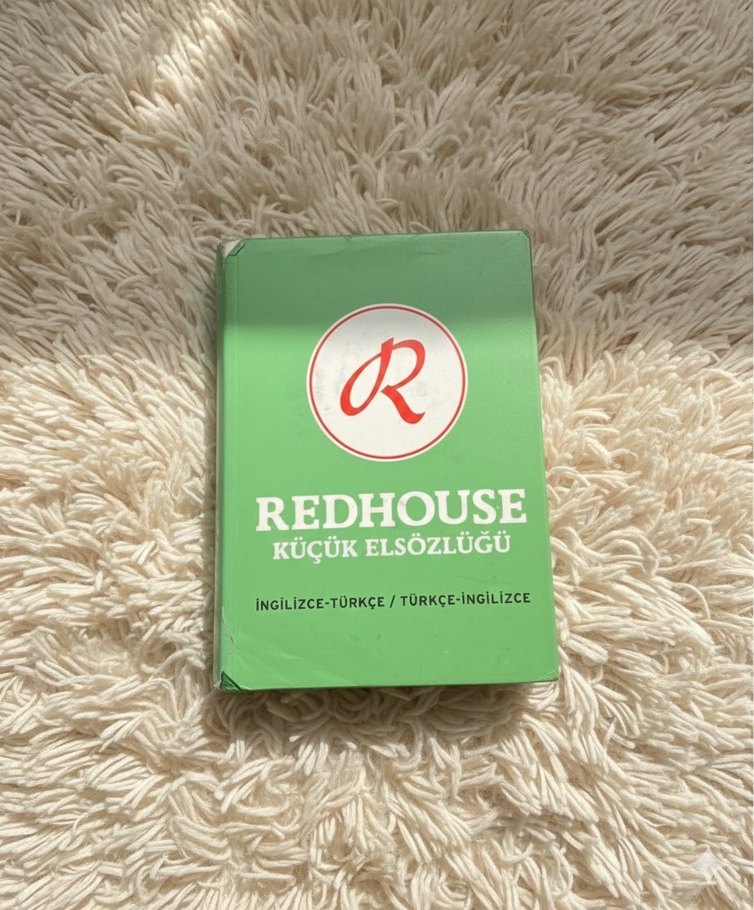 R
REDHOUSE
KÜÇÜK ELSÖZLÜĞÜ
İNGİLİZCE-TÜRKÇE / TÜRKÇE-İNGİLİZCE